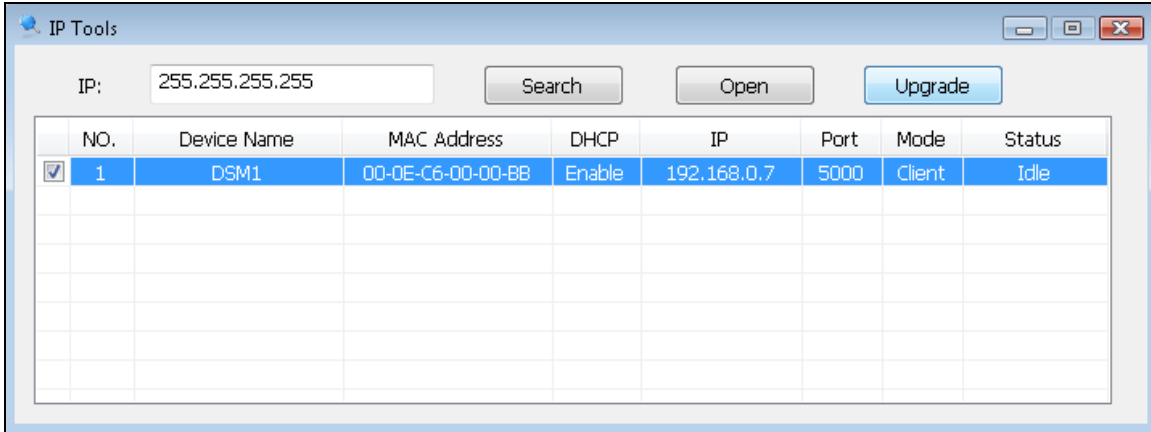 IP Tools
IP: 255.255.255.255 Search Open Upgrade
NO. Device Name MAC Address DHCP IP Port Mode Status
1 DSM1 00-0E-C6-00-00-BB Enable 192.168.0.7 5000 Client Idle